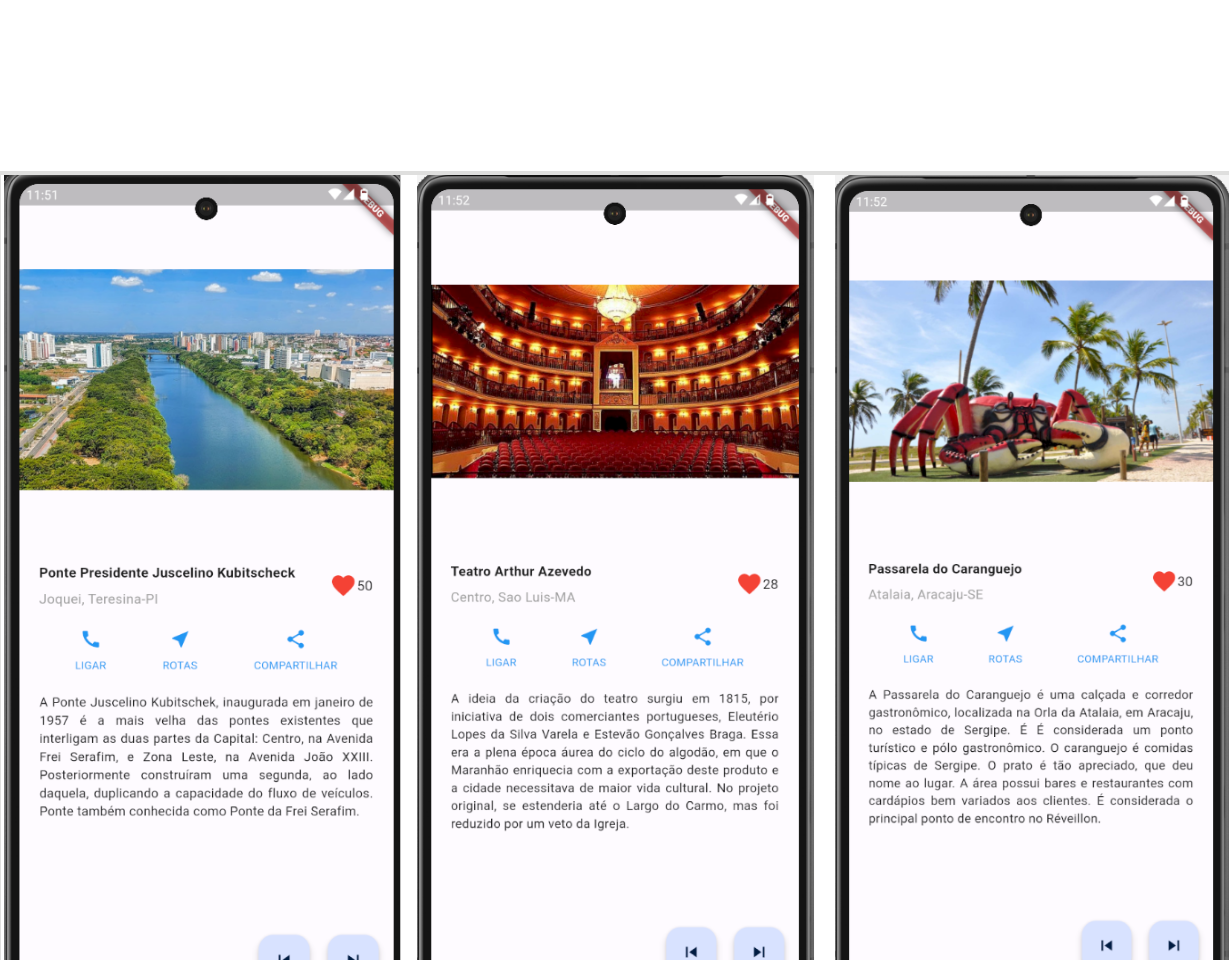 11:51
DEBUG
Ponte Presidente Juscelino Kubitscheck
Joquei, Teresina-PI
50
LIGAR
ROTAS
COMPARTILHAR
A Ponte Juscelino Kubitschek, inaugurada em janeiro de
1957 é a mais velha das pontes existentes que
interligam as duas partes da Capital: Centro, na Avenida
Frei Serafim, e Zona Leste, na Avenida João XXIII.
Posteriormente construíram uma segunda, ao lado
daquela, duplicando a capacidade do fluxo de veículos.
Ponte também conhecida como Ponte da Frei Serafim.
11:52
DEBUG
Teatro Arthur Azevedo
Centro, Sao Luis-MA
28
LIGAR
ROTAS
COMPARTILHAR
A ideia da criação do teatro surgiu em 1815, por
iniciativa de dois comerciantes portugueses, Eleutério
Lopes da Silva Varela e Estevão Gonçalves Braga. Essa
era a plena época áurea do ciclo do algodão, em que o
Maranhão enriquecia com a exportação deste produto e
a cidade necessitava de maior vida cultural. No projeto
original, se estenderia até o Largo do Carmo, mas foi
reduzido por um veto da Igreja.
11:52
DEBUG
Passarela do Caranguejo
Atalaia, Aracaju-SE
30
LIGAR
ROTAS
COMPARTILHAR
A Passarela do Caranguejo é uma calçada e corredor
gastronômico, localizada na Orla da Atalaia, em Aracaju,
no estado de Sergipe. É É considerada um ponto
turístico e pólo gastronômico. O caranguejo é comidas
típicas de Sergipe. O prato é tão apreciado, que deu
nome ao lugar. A área possui bares e restaurantes com
cardápios bem variados aos clientes. É considerada o
principal ponto de encontro no Réveillon.